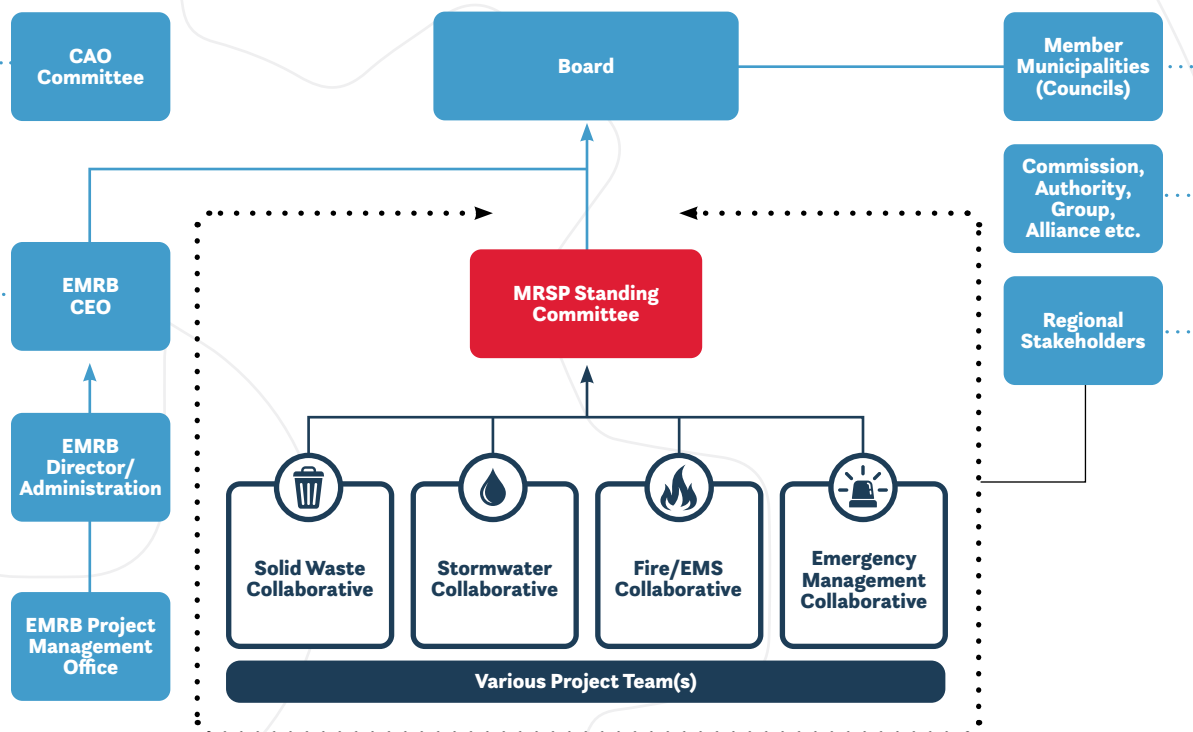 CAO
Committee
Board
Member
Municipalities
(Councils)
Commission,
Authority,
Group,
Alliance etc.
EMRB
CEO
MRSP Standing
Committee
Regional
Stakeholders
EMRB
Director/
Administration
Solid Waste
Collaborative
Stormwater
Collaborative
Fire/EMS
Collaborative
Emergency
Management
Collaborative
EMRB Project
Management
Office
Various Project Team(s)